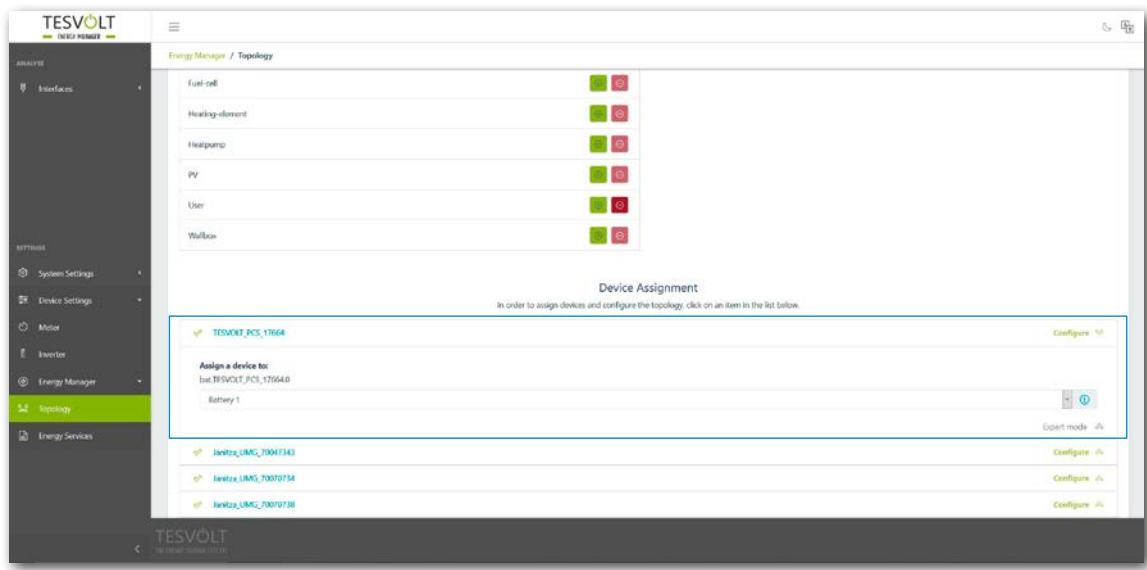 TESVOLT
ENERGY MANAGER
Energy Manager / Topology
ANALYSE
Interfaces
Fuel-cell
Heating-element
Heatpump
PV
User
Wallbox
SETTINGS
System Settings
Device Settings
Meter
Inverter
Energy Manager
Topology
Energy Services
Device Assignment
In order to assign devices and configure the topology, click on an item in the list below.
TESVOLT_PCS_17664 Configure
Assign a device to:
bat.TESVOLT_PCS_17664.0
Battery 1
Expert mode
Janitza_UMG_70047343 Configure
Janitza_UMG_70070734 Configure
Janitza_UMG_70070738 Configure
TESVOLT